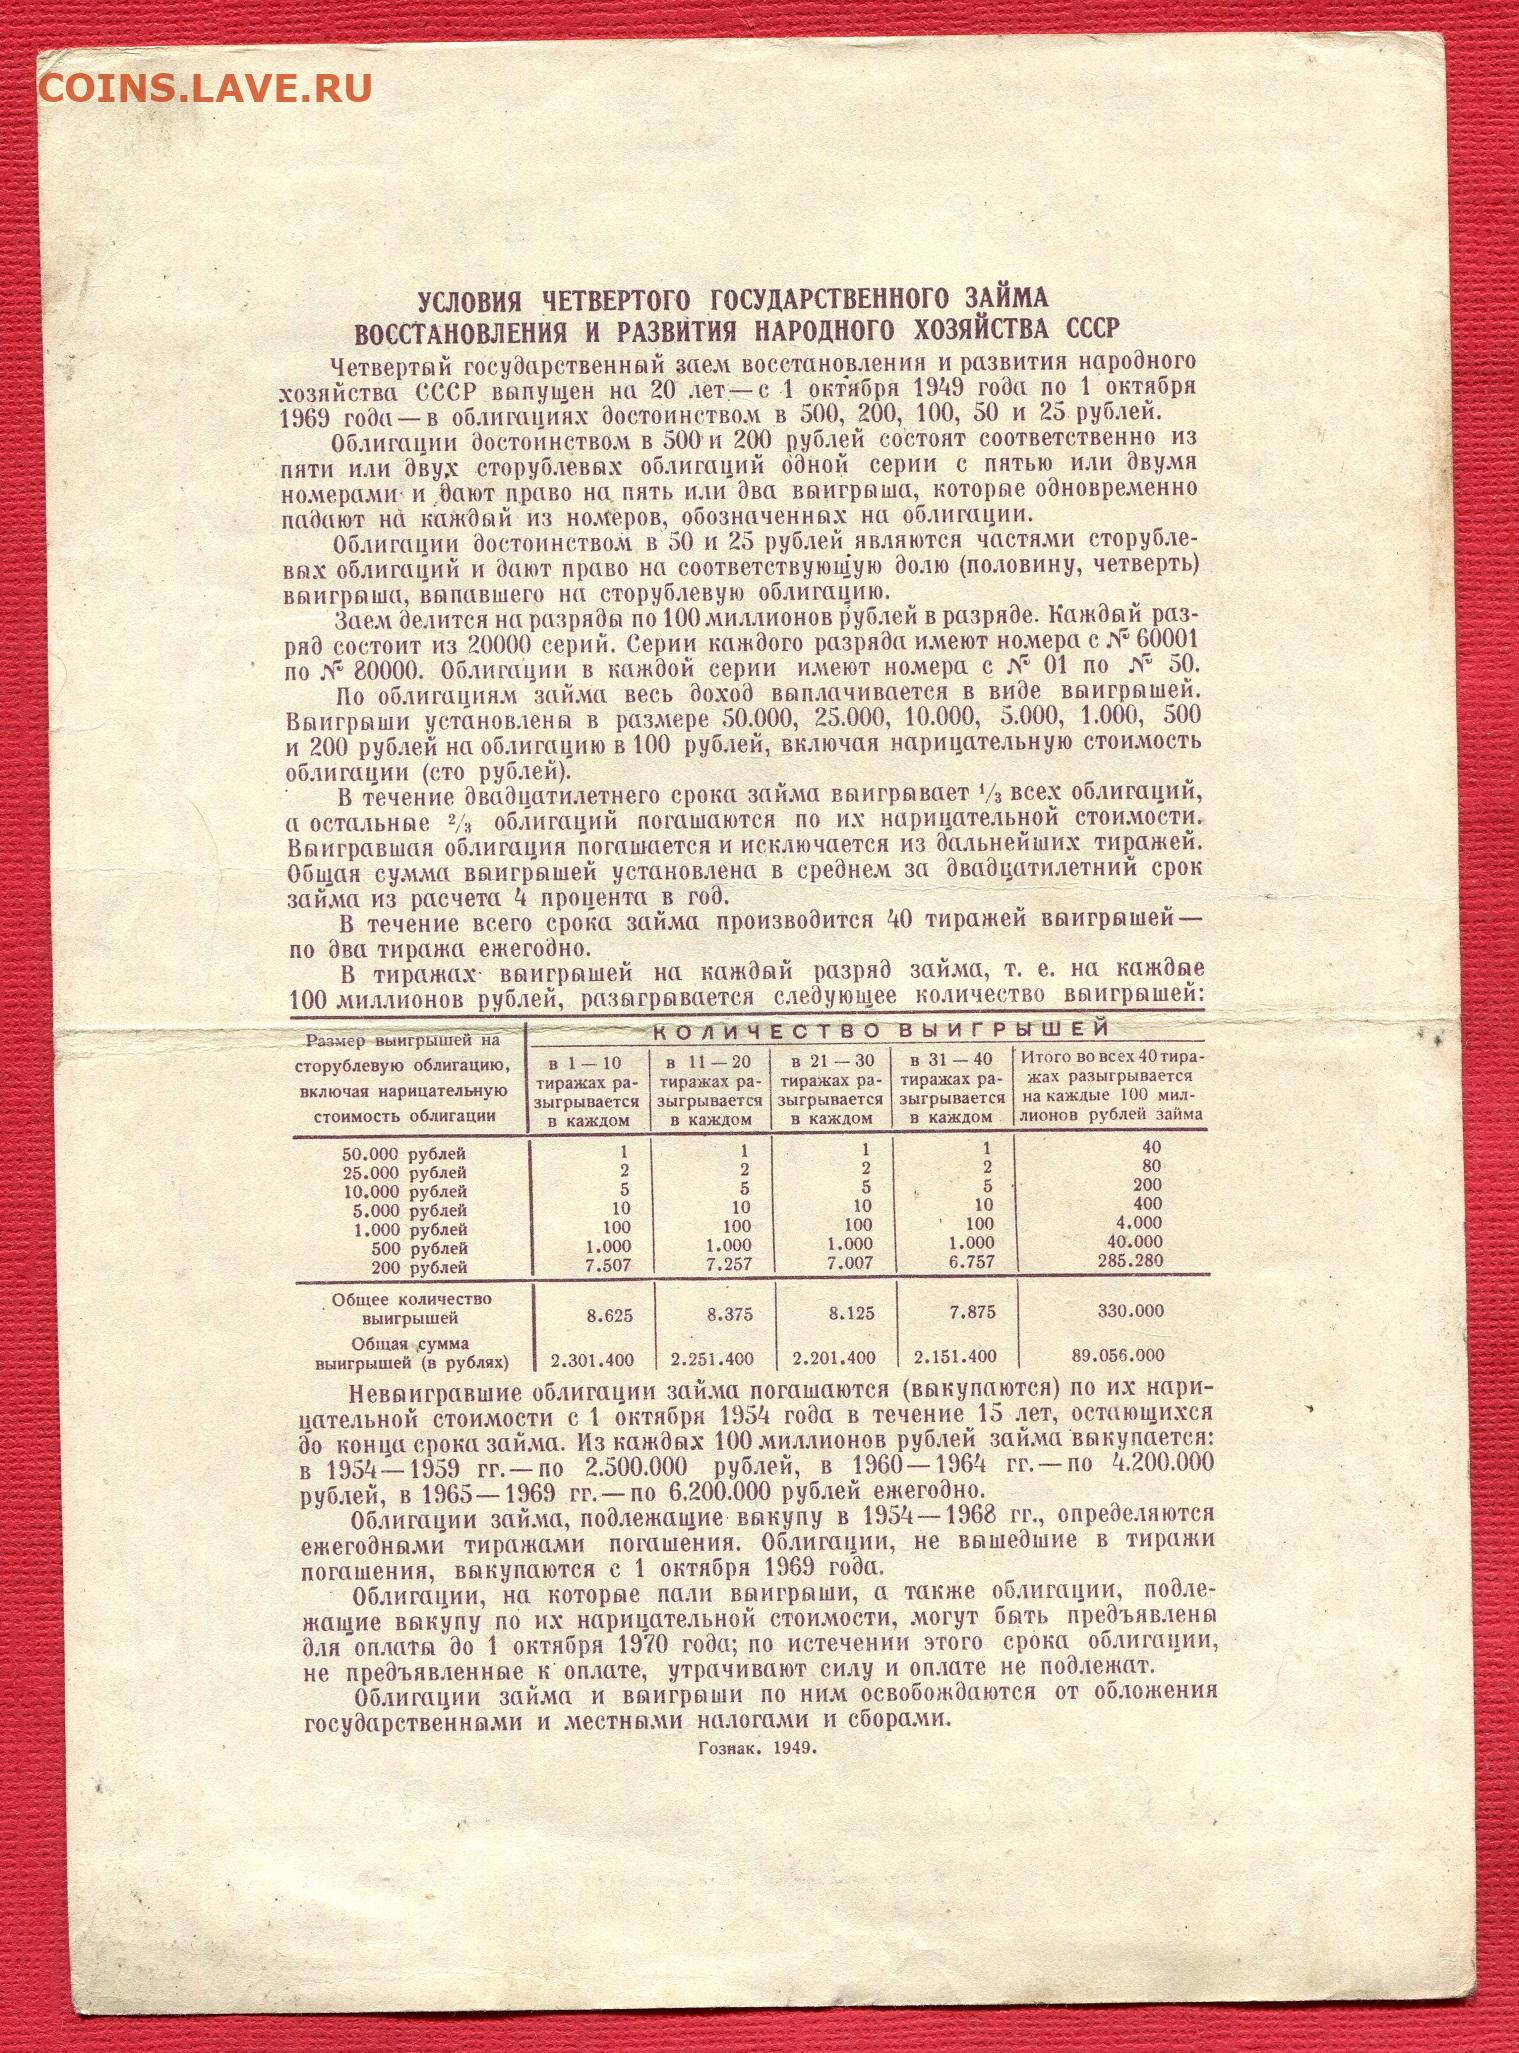 COINS.LAVE.RU
УСЛОВИЯ ЧЕТВЕРТОГО ГОСУДАРСТВЕННОГО ЗАЙМА
ВОССТАНОВЛЕНИЯ И РАЗВИТИЯ НАРОДНОГО ХОЗЯЙСТВА СССР
Четвертый государственный заем восстановления и развития народного
хозяйства СССР выпущен на 20 лет — с 1 октября 1949 года по 1 октября
1969 года — в облигациях достоинством в 500, 200, 100, 50 и 25 рублей.
Облигации достоинством в 500 и 200 рублей состоят соответственно из
пяти или двух сторублевых облигаций одной серии с пятью или двумя
номерами и дают право на пять или два выигрыша, которые одновременно
падают на каждый из номеров, обозначенных на облигации.
Облигации достоинством в 50 и 25 рублей являются частями сторубле-
вых облигаций и дают право на соответствующую долю (половину, четверть)
выигрыша, выпавшего на сторублевую облигацию.
Заем делится на разряды по 100 миллионов рублей в разряде. Каждый раз-
ряд состоит из 20000 серий. Серии каждого разряда имеют номера с № 60001
по № 80000. Облигации в каждой серии имеют номера с № 01 по № 50.
По облигациям займа весь доход выплачивается в виде выигрышей.
Выигрыши установлены в размере 50.000, 25.000, 10.000, 5.000, 1.000, 500
и 200 рублей на облигацию в 100 рублей, включая нарицательную стоимость
облигации (сто рублей).
В течение двадцатилетнего срока займа выигрывает 1/3 всех облигаций,
а остальные 2/3 облигаций погашаются по их нарицательной стоимости.
Выигравшая облигация погашается и исключается из дальнейших тиражей.
Общая сумма выигрышей установлена в среднем за двадцатилетний срок
займа из расчета 4 процента в год.
В течение всего срока займа производится 40 тиражей выигрышей —
по два тиража ежегодно.
В тиражах выигрышей на каждый разряд займа, т. е. на каждые
100 миллионов рублей, разыгрывается следующее количество выигрышей:
Размер выигрышей на
сторублевую облигацию,
включая нарицательную
стоимость облигации
КОЛИЧЕСТВО ВЫИГРЫШЕЙ
в 1 — 10
тиражах ра-
зыгрывается
в каждом
в 11 — 20
тиражах ра-
зыгрывается
в каждом
в 21 — 30
тиражах ра-
зыгрывается
в каждом
в 31 — 40
тиражах ра-
зыгрывается
в каждом
Итого во всех 40 тира-
жах разыгрывается
на каждые 100 мил-
лионов рублей займа
50.000 рублей 1 1 1 1 40
25.000 рублей 2 2 2 2 80
10.000 рублей 5 5 5 5 200
5.000 рублей 10 10 10 10 400
1.000 рублей 100 100 100 100 4.000
500 рублей 1.000 1.000 1.000 1.000 40.000
200 рублей 7.507 7.257 7.007 6.757 285.280
Общее количество
выигрышей 8.625 8.375 8.125 7.875 330.000
Общая сумма
выигрышей (в рублях) 2.301.400 2.251.400 2.201.400 2.151.400 89.056.000
Невыигравшие облигации займа погашаются (выкупаются) по их нари-
цательной стоимости с 1 октября 1954 года в течение 15 лет, остающихся
до конца срока займа. Из каждых 100 миллионов рублей займа выкупается:
в 1954 — 1959 гг. — по 2.500.000 рублей, в 1960 — 1964 гг. — по 4.200.000
рублей, в 1965 — 1969 гг. — по 6.200.000 рублей ежегодно.
Облигации займа, подлежащие выкупу в 1954 — 1968 гг., определяются
ежегодными тиражами погашения. Облигации, не вышедшие в тиражи
погашения, выкупаются с 1 октября 1969 года.
Облигации, на которые пали выигрыши, а также облигации, подле-
жащие выкупу по их нарицательной стоимости, могут быть предъявлены
для оплаты до 1 октября 1970 года; по истечении этого срока облигации,
не предъявленные к оплате, утрачивают силу и оплате не подлежат.
Облигации займа и выигрыши по ним освобождаются от обложения
государственными и местными налогами и сборами.
Гознак. 1949.